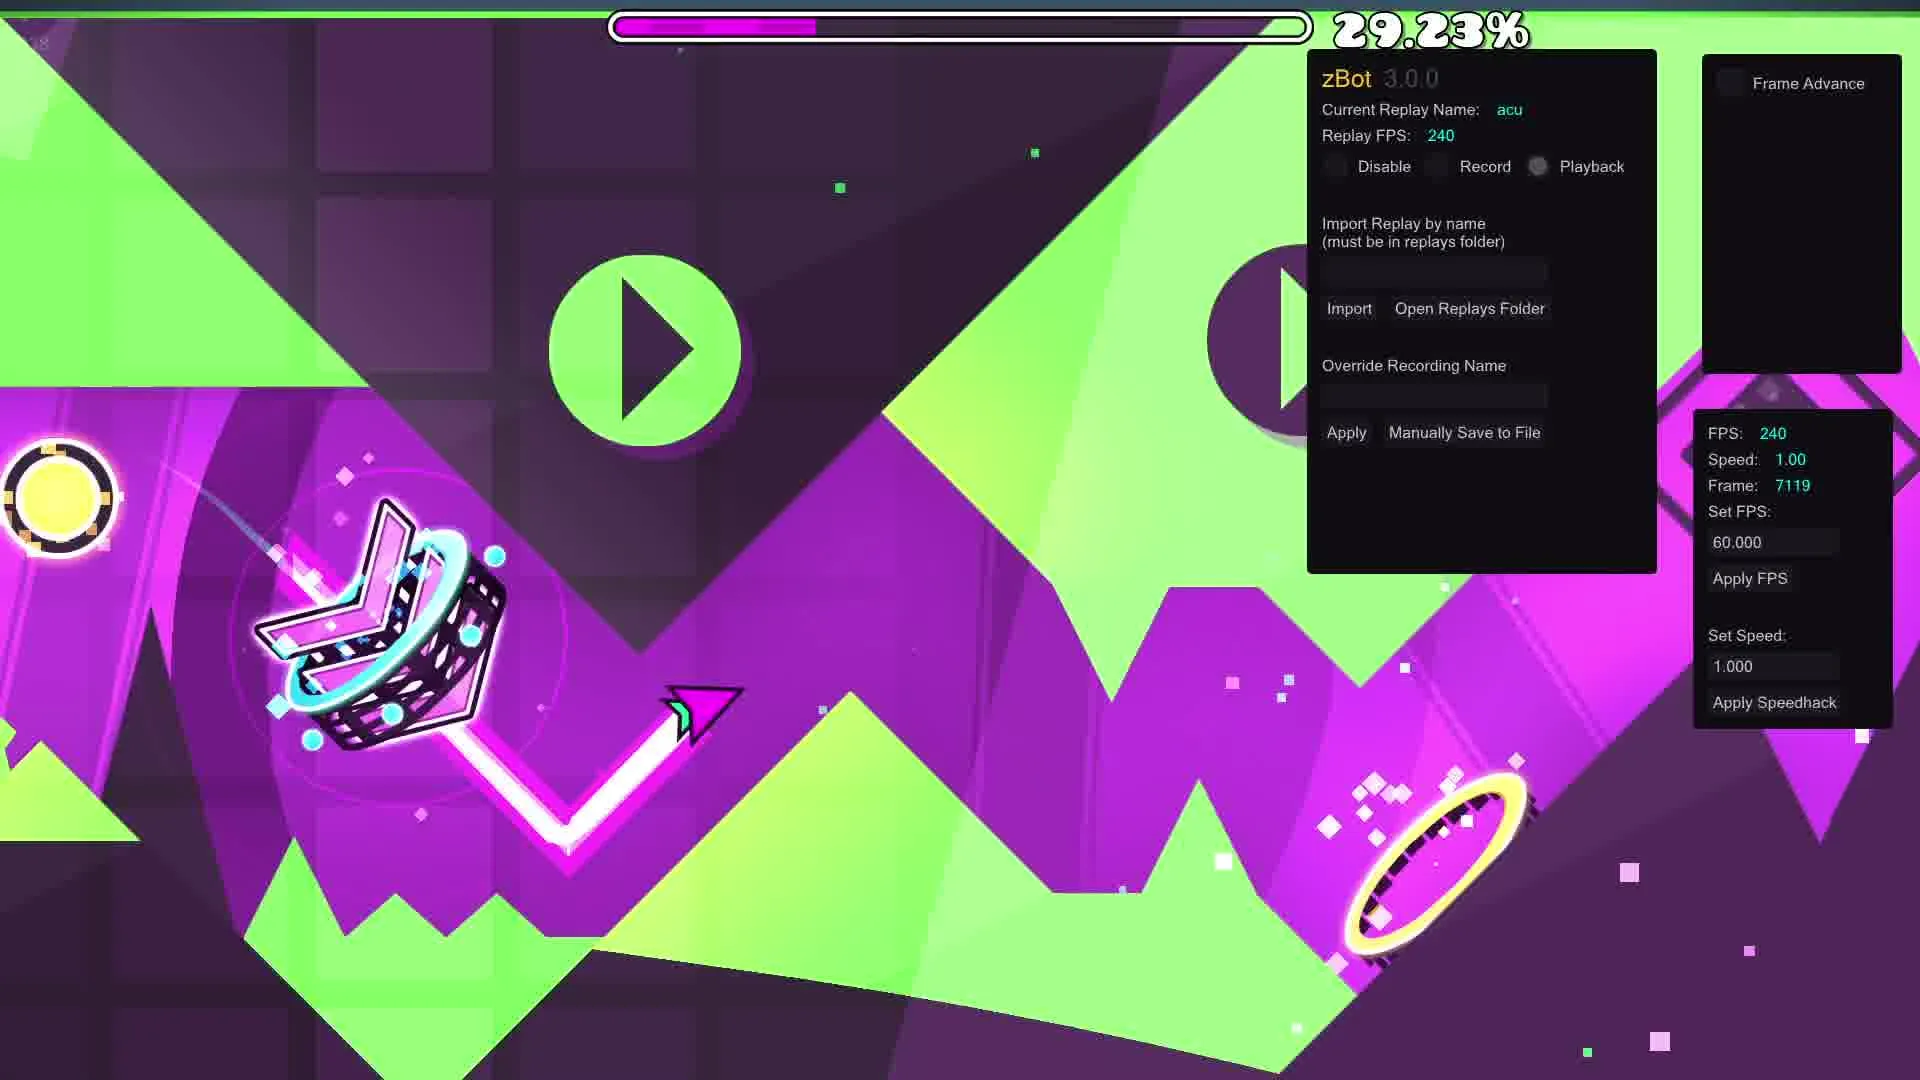 29.23%
zBot 3.0.0
Current Replay Name: acu
Replay FPS: 240
Disable Record Playback
Import Replay by name
(must be in replays folder)
Import Open Replays Folder
Override Recording Name
Apply Manually Save to File
Frame Advance
FPS: 240
Speed: 1.00
Frame: 7119
Set FPS:
60.000
Apply FPS
Set Speed:
1.000
Apply Speedhack